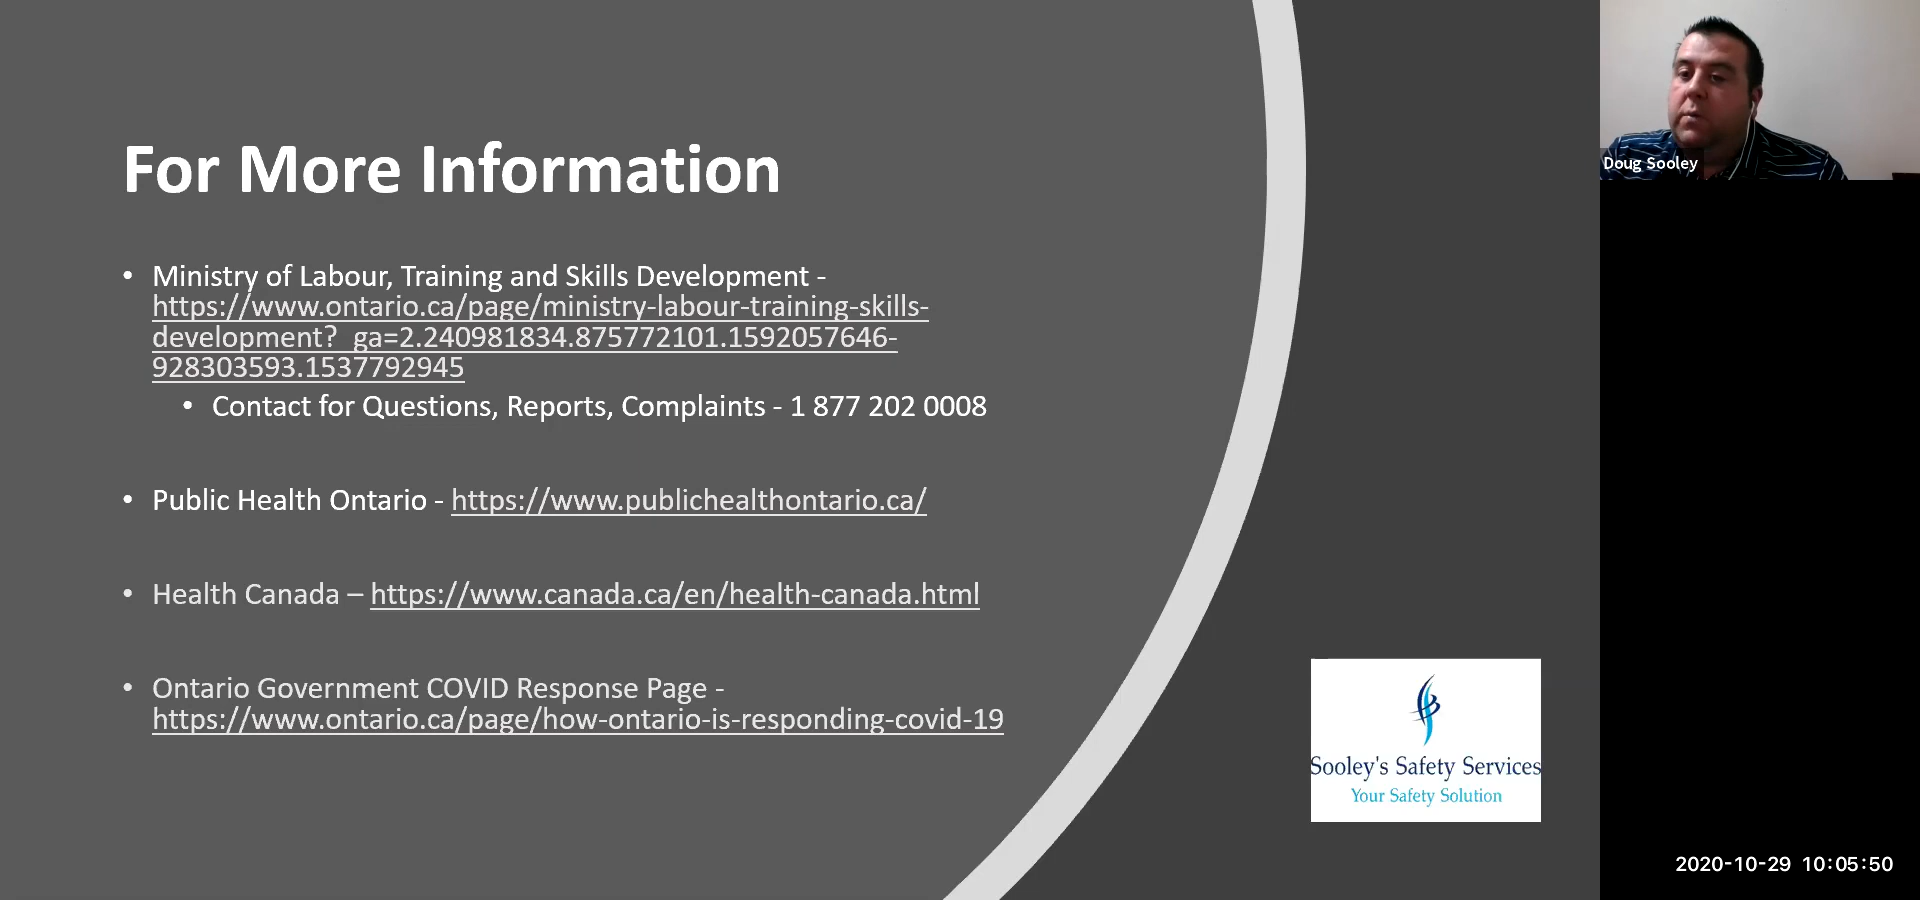 For More Information
• Ministry of Labour, Training and Skills Development -
https://www.ontario.ca/page/ministry-labour-training-skills-
development?_ga=2.240981834.875772101.1592057646-
928303593.1537792945
• Contact for Questions, Reports, Complaints - 1 877 202 0008
• Public Health Ontario - https://www.publichealthontario.ca/
• Health Canada – https://www.canada.ca/en/health-canada.html
• Ontario Government COVID Response Page -
https://www.ontario.ca/page/how-ontario-is-responding-covid-19
Sooley's Safety Services
Your Safety Solution
Doug Sooley
2020-10-29 10:05:50